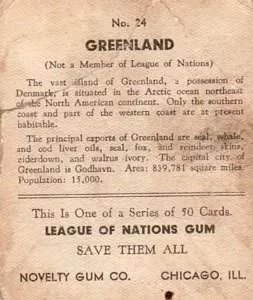 No. 24
GREENLAND
(Not a Member of League of Nations)
The vast island of Greenland, a possession of
Denmark, is situated in the Arctic ocean northeast
of the North American continent. Only the southern
coast and part of the western coast are at present
habitable.
The principal exports of Greenland are seal, whale,
and cod liver oils, seal, fox, and reindeer, skins,
eiderdown, and walrus ivory. The capital city of
Greenland is Godhavn. Area: 839,781 square miles.
Population: 15,000.
This Is One of a Series of 50 Cards.
LEAGUE OF NATIONS GUM
SAVE THEM ALL
NOVELTY GUM CO. CHICAGO, ILL.